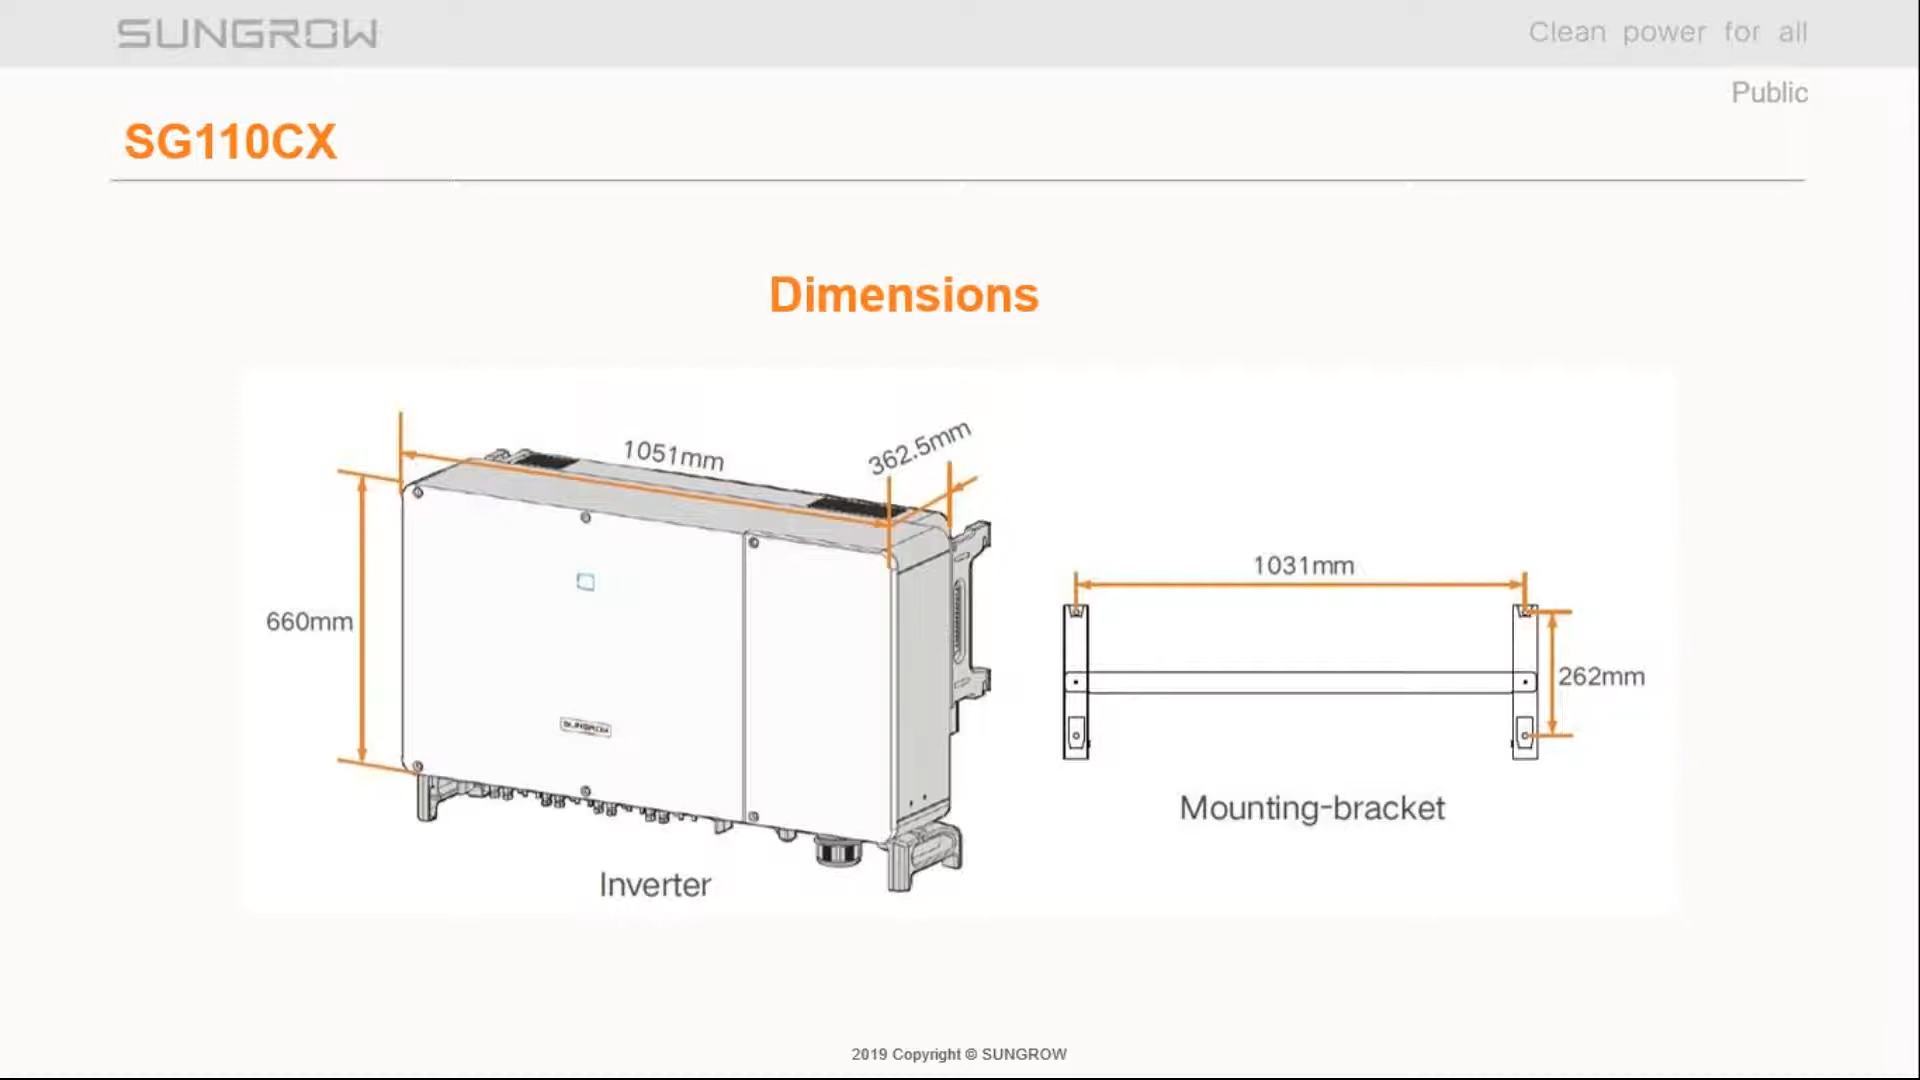 SUNGROW
Clean power for all
Public
SG110CX
Dimensions
1051mm
362.5mm
660mm
SUNGROW
Inverter
1031mm
262mm
Mounting-bracket
2019 Copyright © SUNGROW